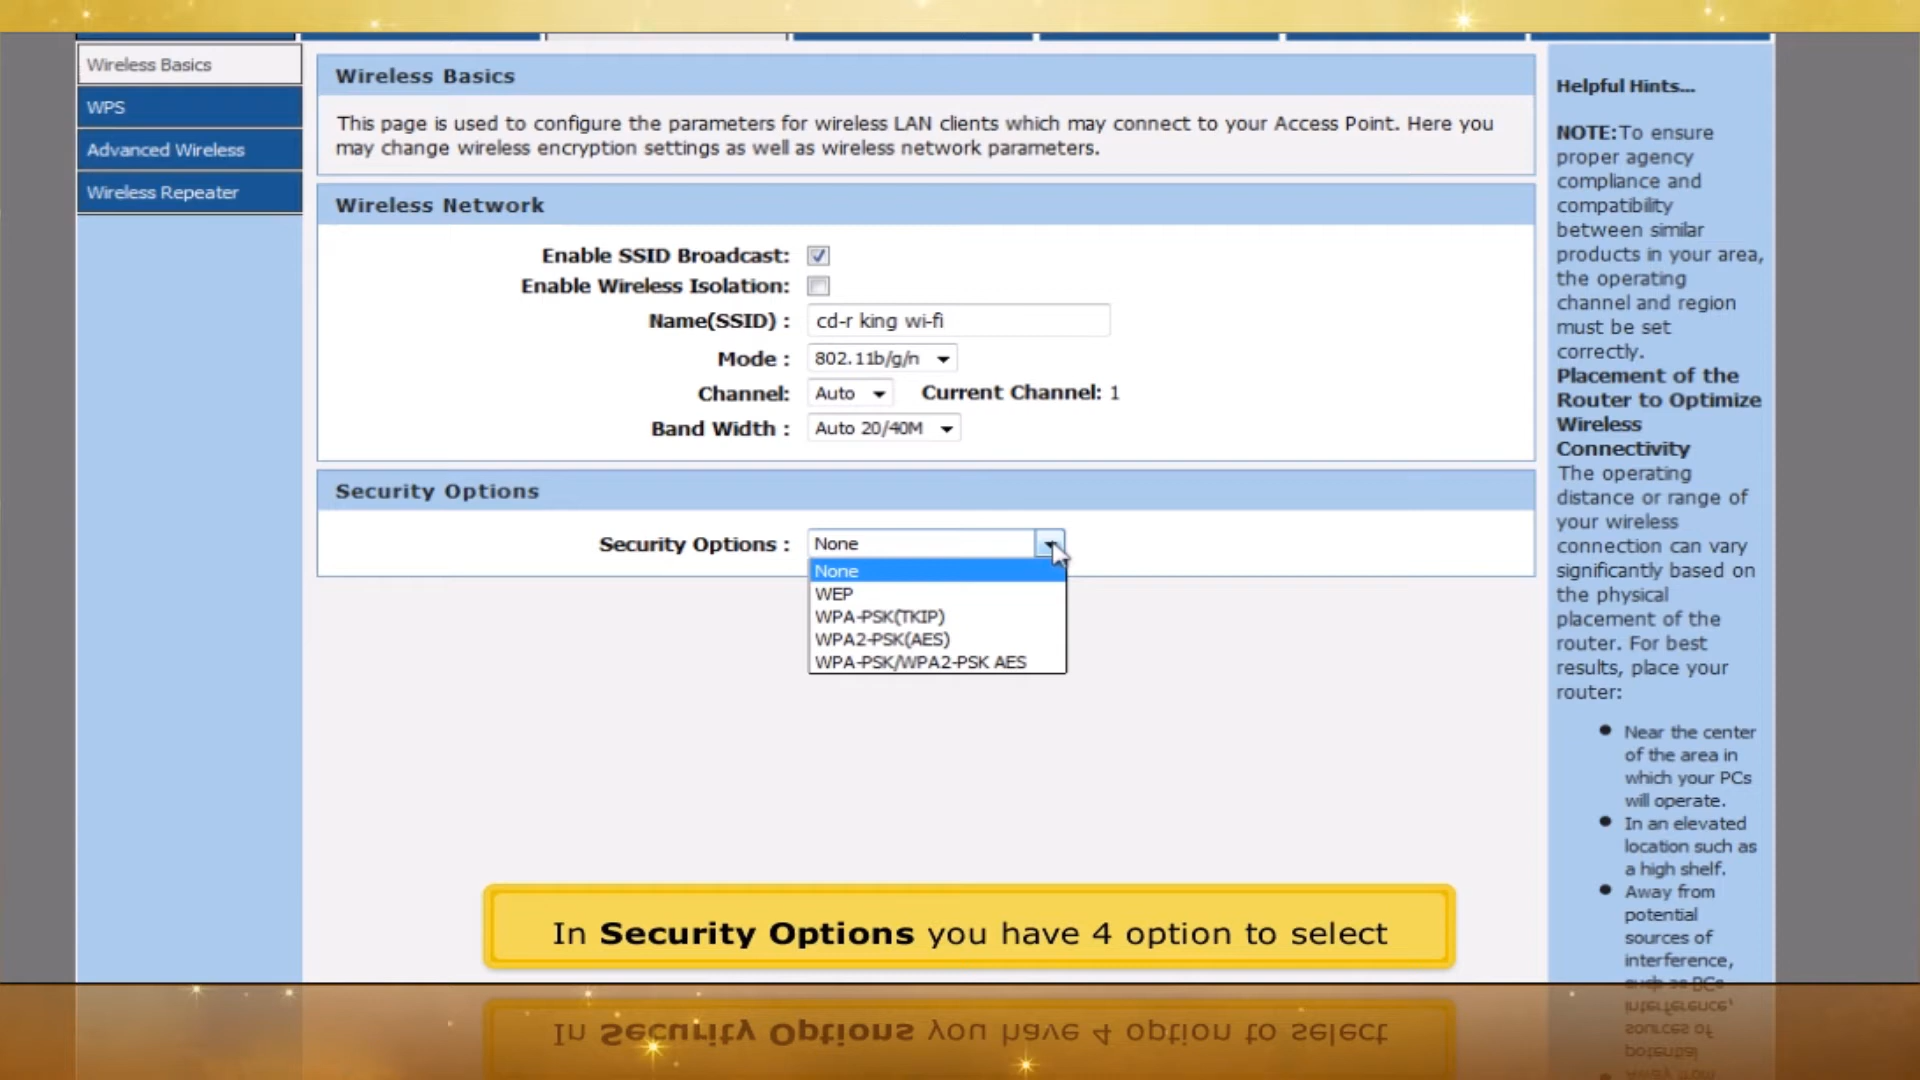 Wireless Basics
WPS
Advanced Wireless
Wireless Repeater
Wireless Basics
This page is used to configure the parameters for wireless LAN clients which may connect to your Access Point. Here you
may change wireless encryption settings as well as wireless network parameters.
Wireless Network
Enable SSID Broadcast:
Enable Wireless Isolation:
Name(SSID) : cd-r king wi-fi
Mode : 802.11b/g/n
Channel: Auto Current Channel: 1
Band Width : Auto 20/40M
Security Options
Security Options : None
None
WEP
WPA-PSK(TKIP)
WPA2-PSK(AES)
WPA-PSK/WPA2-PSK AES
Helpful Hints...
NOTE:To ensure
proper agency
compliance and
compatibility
between similar
products in your area,
the operating
channel and region
must be set
correctly.
Placement of the
Router to Optimize
Wireless
Connectivity
The operating
distance or range of
your wireless
connection can vary
significantly based on
the physical
placement of the
router. For best
results, place your
router:
Near the center
of the area in
which your PCs
will operate.
In an elevated
location such as
a high shelf.
Away from
potential
sources of
interference,
such as PCs
In Security Options you have 4 option to select